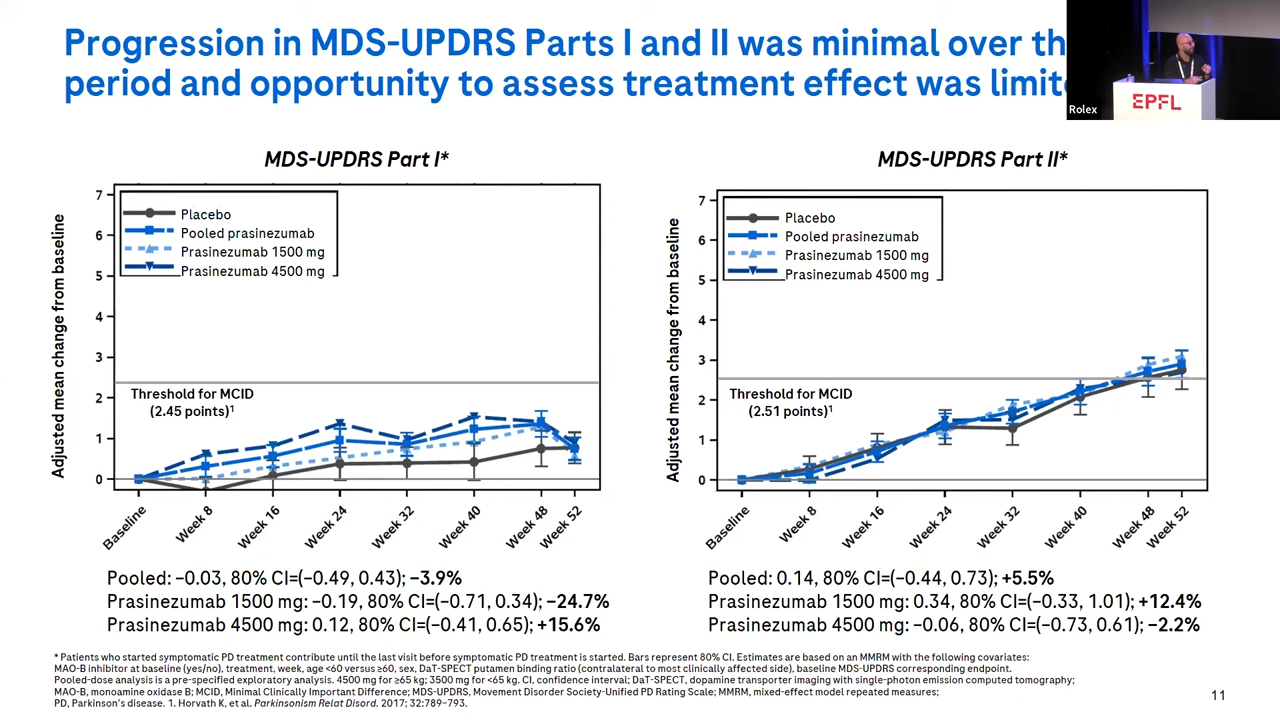 Progression in MDS-UPDRS Parts I and II was minimal over th
period and opportunity to assess treatment effect was limit
Rolex
EPFL
MDS-UPDRS Part I*
Adjusted mean change from baseline
7
6
5
4
3
2
1
0
Placebo
Pooled prasinezumab
Prasinezumab 1500 mg
Prasinezumab 4500 mg
Threshold for MCID
(2.45 points)¹
Baseline
Week 8
Week 16
Week 24
Week 32
Week 40
Week 48
Week 52
Pooled: −0.03, 80% CI=(−0.49, 0.43); −3.9%
Prasinezumab 1500 mg: −0.19, 80% CI=(−0.71, 0.34); −24.7%
Prasinezumab 4500 mg: 0.12, 80% CI=(−0.41, 0.65); +15.6%
MDS-UPDRS Part II*
Adjusted mean change from baseline
7
6
5
4
3
2
1
0
Placebo
Pooled prasinezumab
Prasinezumab 1500 mg
Prasinezumab 4500 mg
Threshold for MCID
(2.51 points)¹
Baseline
Week 8
Week 16
Week 24
Week 32
Week 40
Week 48
Week 52
Pooled: 0.14, 80% CI=(−0.44, 0.73); +5.5%
Prasinezumab 1500 mg: 0.34, 80% CI=(−0.33, 1.01); +12.4%
Prasinezumab 4500 mg: −0.06, 80% CI=(−0.73, 0.61); −2.2%
* Patients who started symptomatic PD treatment contribute until the last visit before symptomatic PD treatment is started. Bars represent 80% CI. Estimates are based on an MMRM with the following covariates:
MAO-B inhibitor at baseline (yes/no), treatment, week, age <60 versus ≥60, sex, DaT-SPECT putamen binding ratio (contralateral to most clinically affected side), baseline MDS-UPDRS corresponding endpoint.
Pooled-dose analysis is a pre-specified exploratory analysis. 4500 mg for ≥65 kg; 3500 mg for <65 kg. CI, confidence interval; DaT-SPECT, dopamine transporter imaging with single-photon emission computed tomography;
MAO-B, monoamine oxidase B; MCID, Minimal Clinically Important Difference; MDS-UPDRS, Movement Disorder Society-Unified PD Rating Scale; MMRM, mixed-effect model repeated measures;
PD, Parkinson's disease. 1. Horvath K, et al. Parkinsonism Relat Disord. 2017; 32:789–793.
11